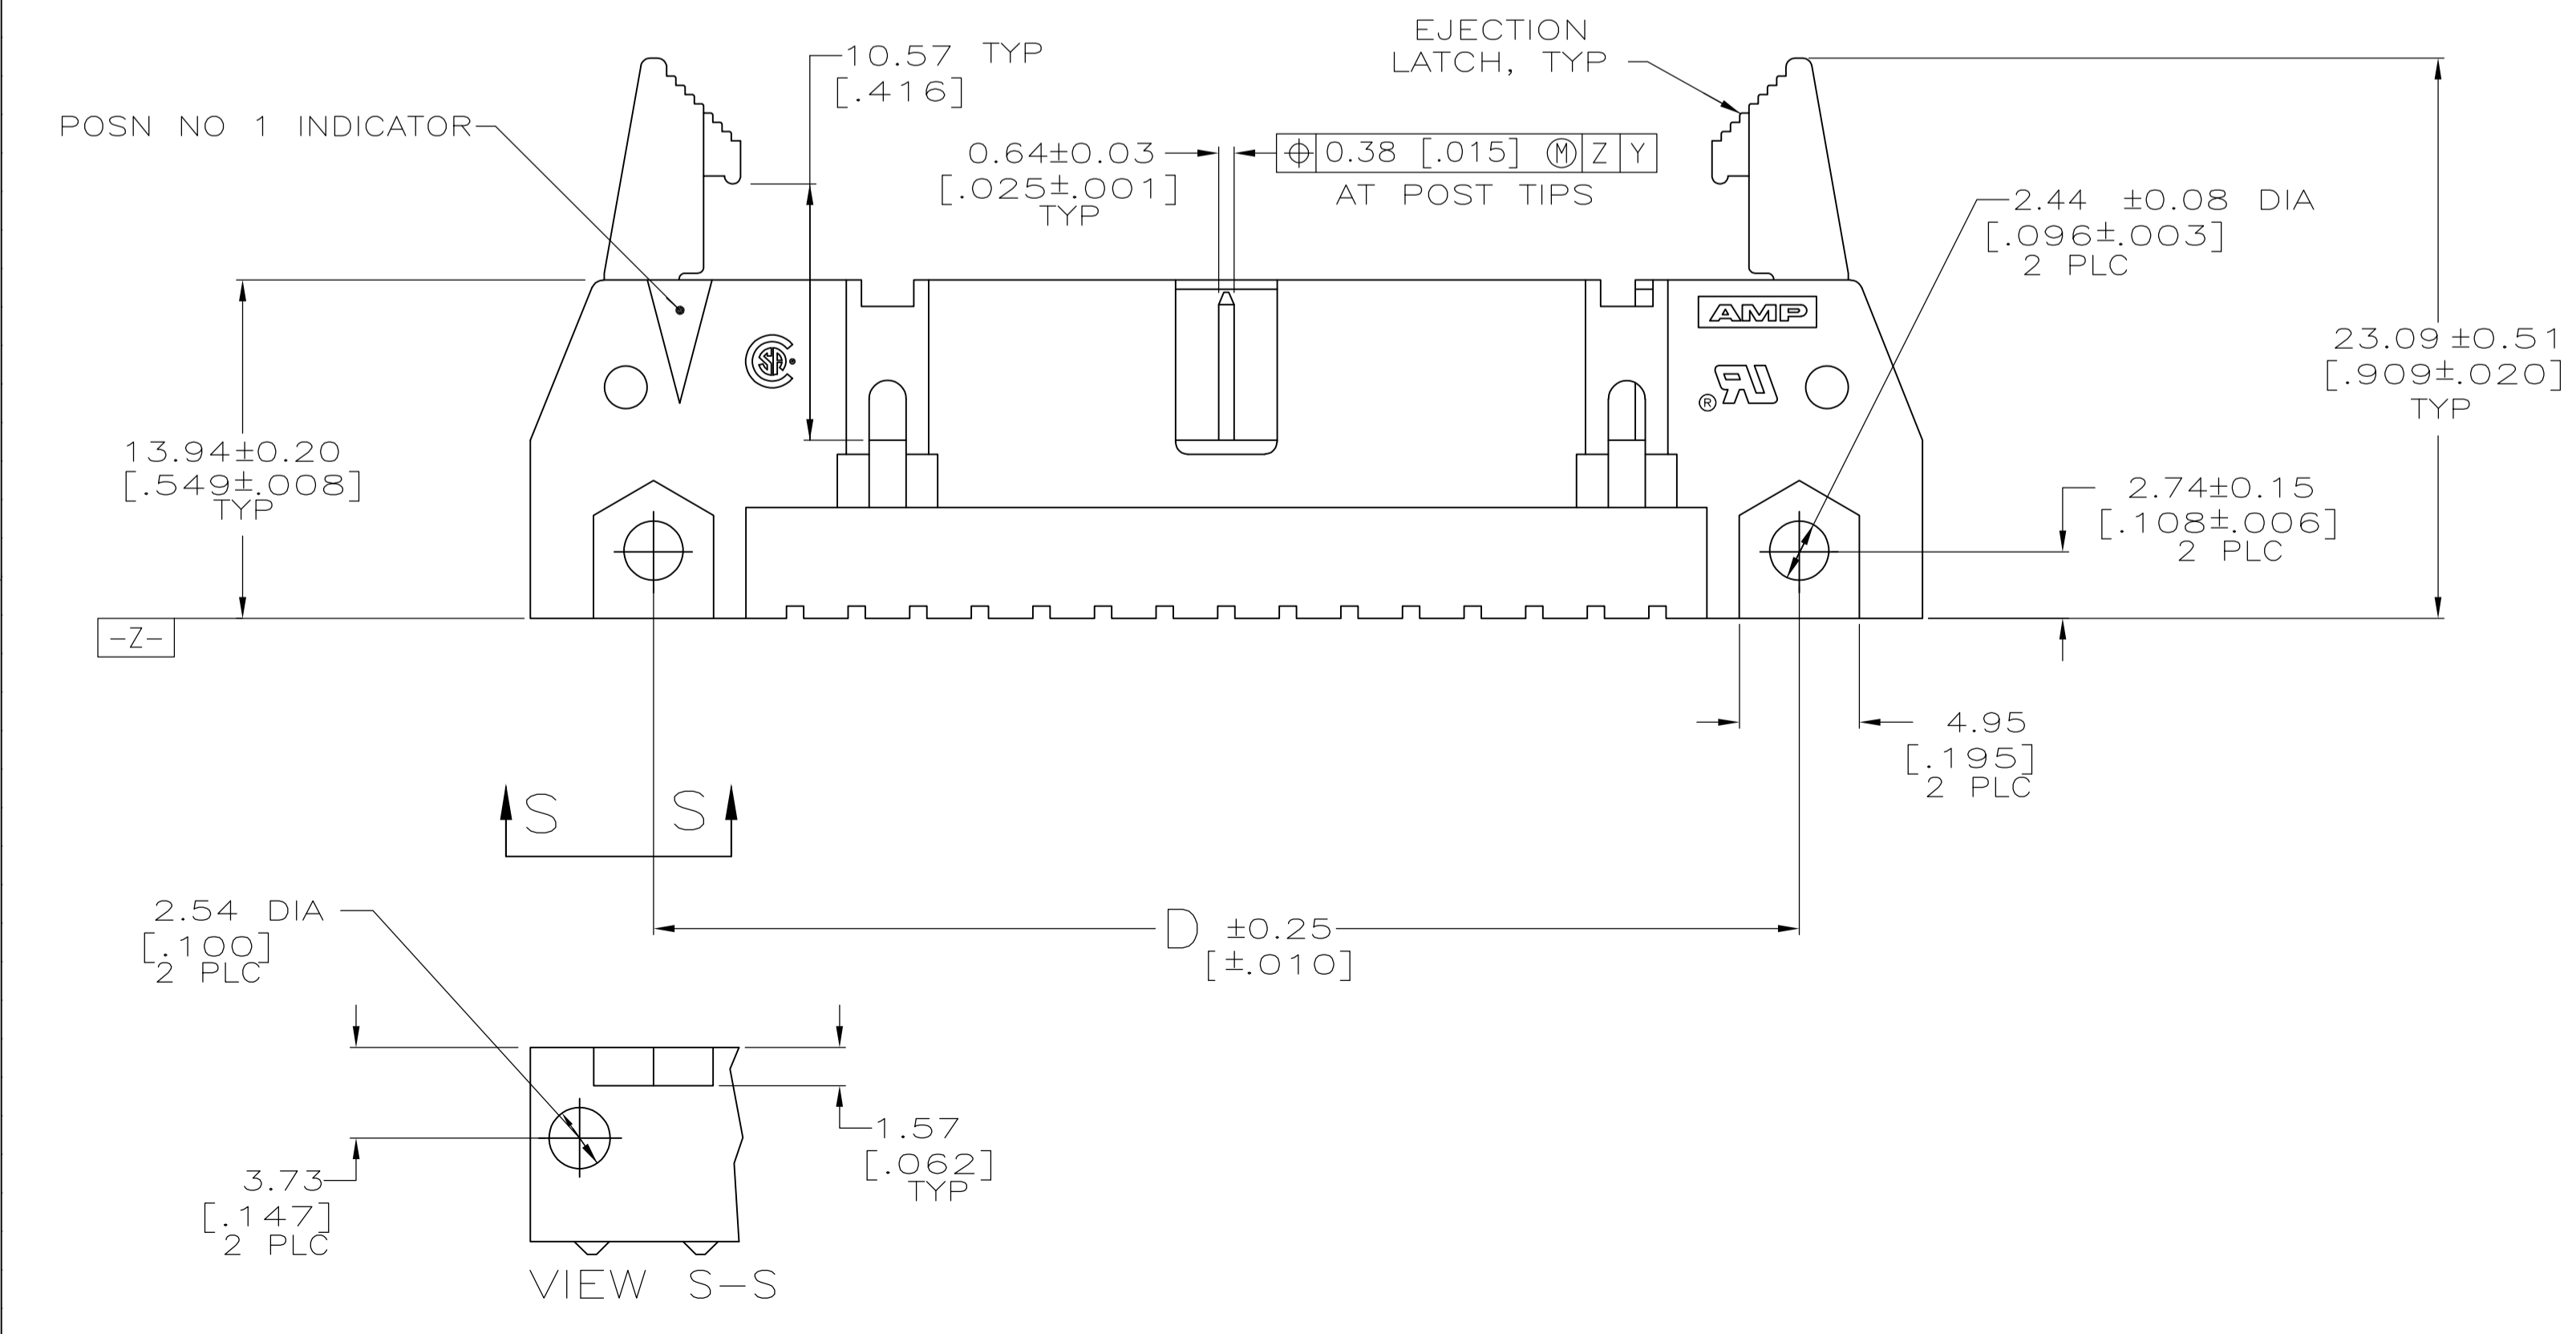 EJECTION
LATCH, TYP
10.57 TYP
[.416]
POSN NO 1 INDICATOR
0.64±0.03
[.025±.001]
TYP
⌖ 0.38 [.015] Ⓜ Z Y
AT POST TIPS
2.44 ±0.08 DIA
[.096±.003]
2 PLC
AMP
23.09±0.51
[.909±.020]
TYP
SA
®
UR
®
13.94±0.20
[.549±.008]
TYP
2.74±0.15
[.108±.006]
2 PLC
-Z-
4.95
[.195]
2 PLC
S S
2.54 DIA
[.100]
2 PLC
D ±0.25
[±.010]
1.57
[.062]
TYP
3.73
[.147]
2 PLC
VIEW S-S